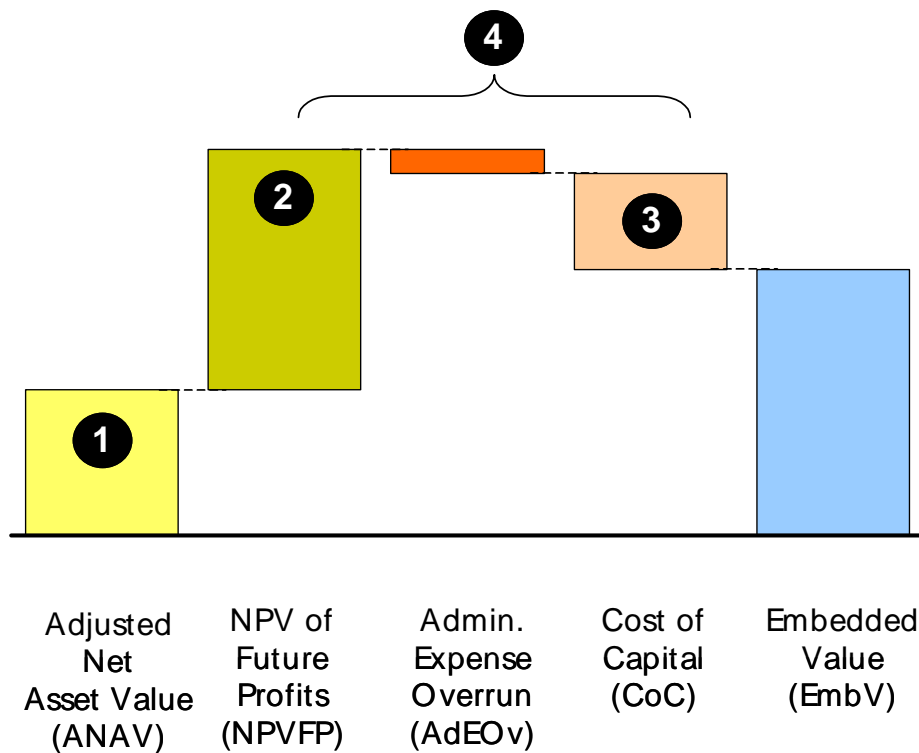 4
2
3
1
Adjusted
Net
Asset Value
(ANAV)
NPV of
Future
Profits
(NPVFP)
Admin.
Expense
Overrun
(AdEOv)
Cost of
Capital
(CoC)
Embedded
Value
(EmbV)